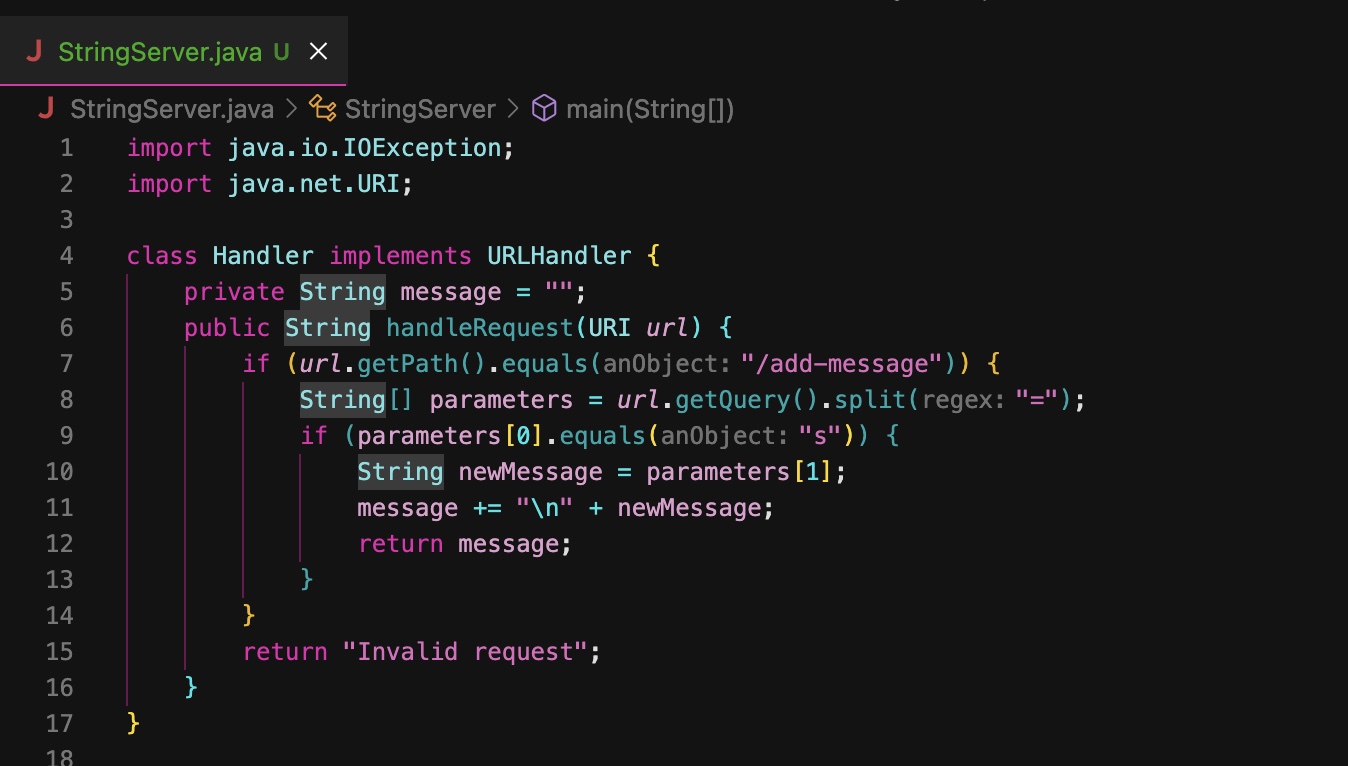 J StringServer.java U ×
J StringServer.java > StringServer > main(String[])
1 import java.io.IOException;
2 import java.net.URI;
3
4 class Handler implements URLHandler {
5     private String message = "";
6     public String handleRequest(URI url) {
7         if (url.getPath().equals(anObject: "/add-message")) {
8             String[] parameters = url.getQuery().split(regex: "=");
9             if (parameters[0].equals(anObject: "s")) {
10                 String newMessage = parameters[1];
11                 message += "\n" + newMessage;
12                 return message;
13             }
14         }
15         return "Invalid request";
16     }
17 }
18